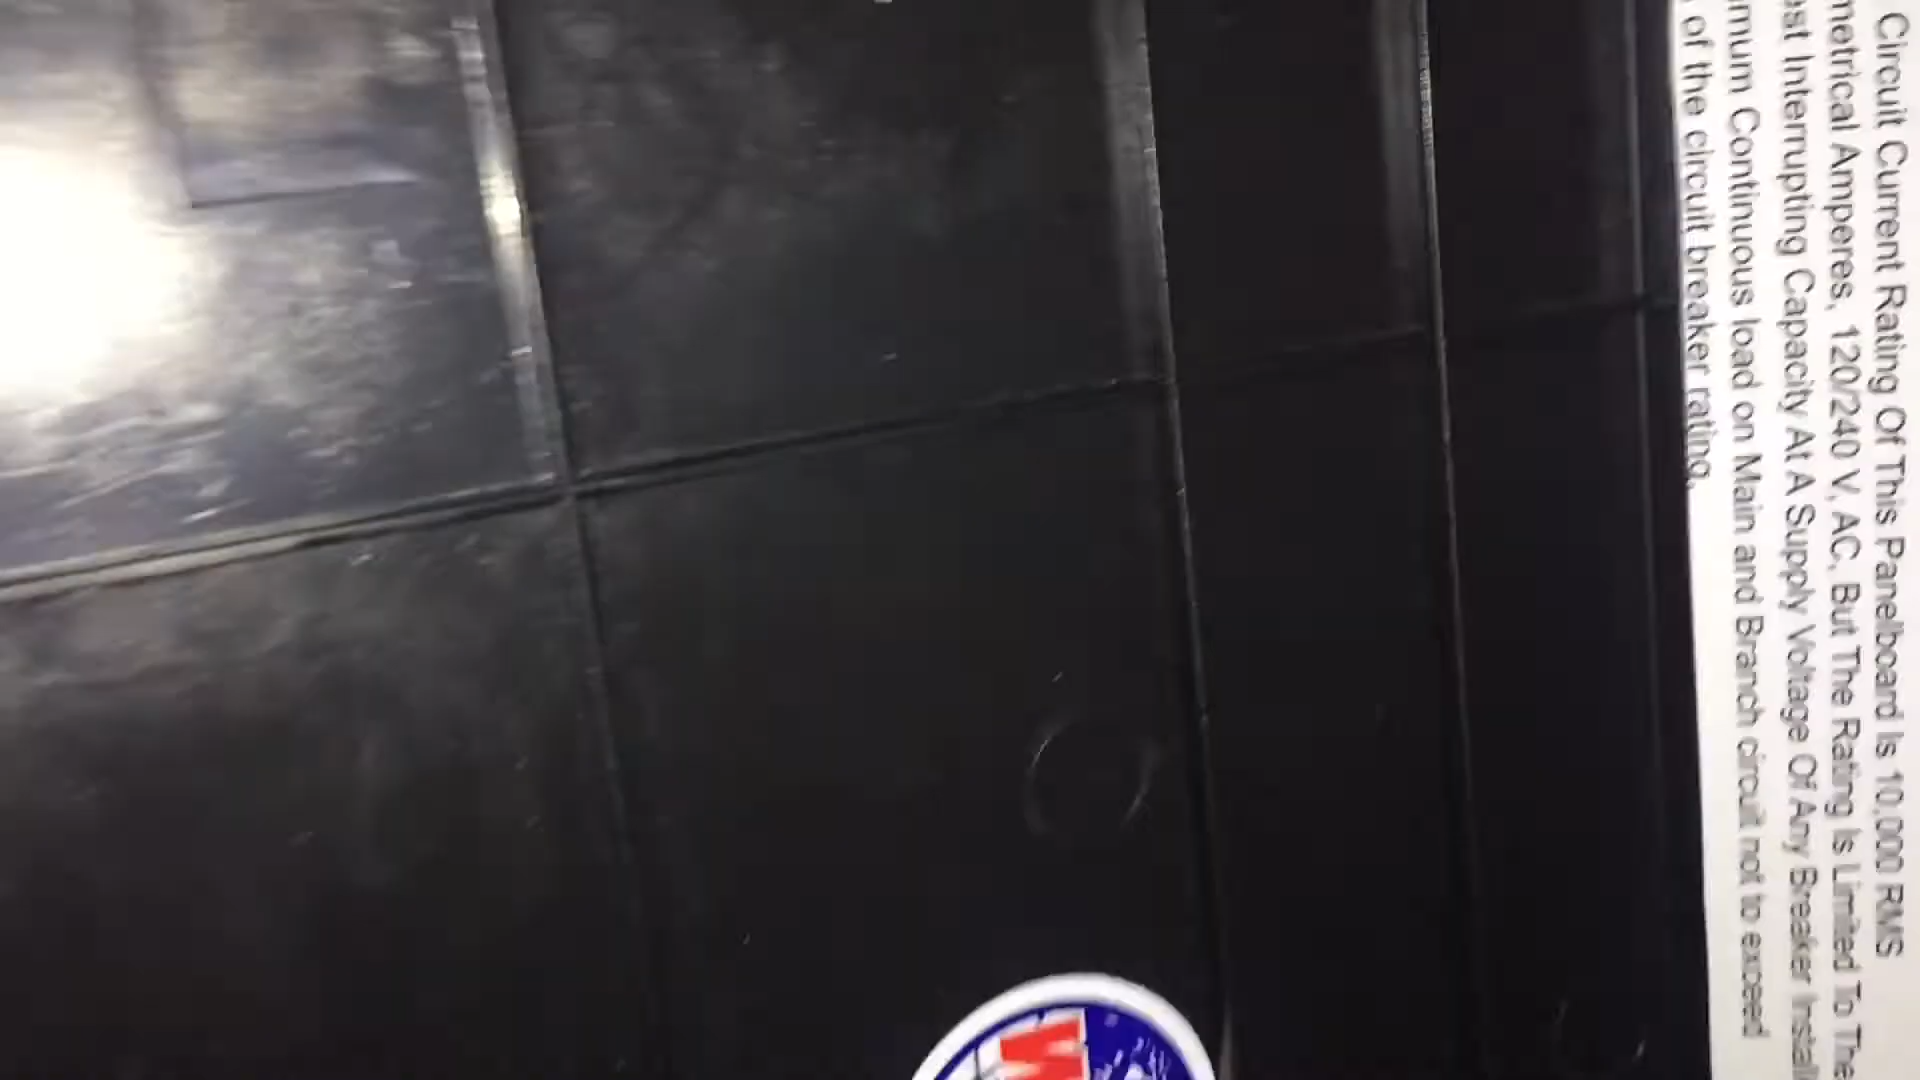 Circuit Current Rating Of This Panelboard Is 10,000 RMS
metrical Amperes, 120/240 V, AC, But The Rating Is Limited To The
est Interrupting Capacity At A Supply Voltage Of Any Breaker Install
mum Continuous load on Main and Branch circuit not to exceed
of the circuit breaker rating.